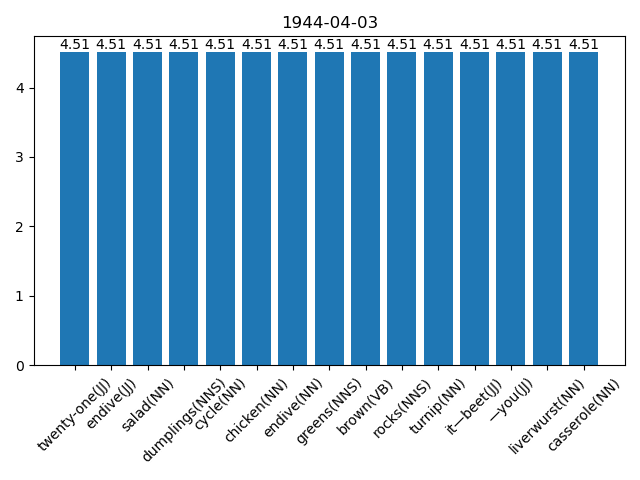 1944-04-03
4.51 4.51 4.51 4.51 4.51 4.51 4.51 4.51 4.51 4.51 4.51 4.51 4.51 4.51 4.51
4
3
2
1
0
twenty-one(JJ)
endive(JJ)
salad(NN)
dumplings(NNS)
cycle(NN)
chicken(NN)
endive(NN)
greens(NNS)
brown(VB)
rocks(NNS)
turnip(NN)
it—beet(JJ)
—you(JJ)
liverwurst(NN)
casserole(NN)